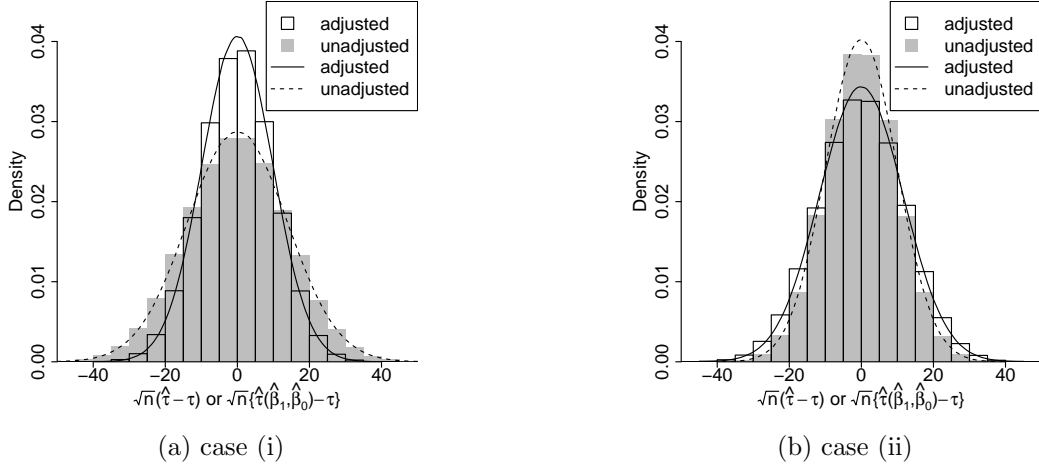 adjusted
unadjusted
adjusted
unadjusted
Density
0.00 0.01 0.02 0.03 0.04
−40 −20 0 20 40
√n(τ̂−τ) or √n{τ̂(β̂₁,β̂₀)−τ}
(a) case (i)
adjusted
unadjusted
adjusted
unadjusted
Density
0.00 0.01 0.02 0.03 0.04
−40 −20 0 20 40
√n(τ̂−τ) or √n{τ̂(β̂₁,β̂₀)−τ}
(b) case (ii)